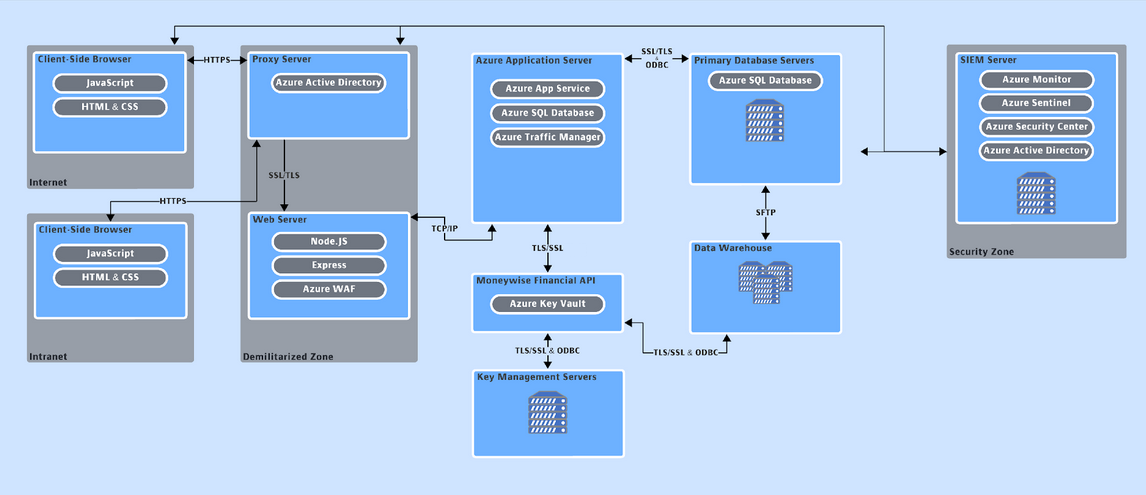 Client-Side Browser
JavaScript
HTML & CSS
Internet
HTTPS
Proxy Server
Azure Active Directory
SSL/TLS
HTTPS
Client-Side Browser
JavaScript
HTML & CSS
Intranet
Web Server
Node.JS
Express
Azure WAF
Demilitarized Zone
TCP/IP
Azure Application Server
Azure App Service
Azure SQL Database
Azure Traffic Manager
SSL/TLS
&
ODBC
Primary Database Servers
Azure SQL Database
SFTP
Data Warehouse
TLS/SSL
Moneywise Financial API
Azure Key Vault
TLS/SSL & ODBC
TLS/SSL & ODBC
Key Management Servers
SIEM Server
Azure Monitor
Azure Sentinel
Azure Security Center
Azure Active Directory
Security Zone